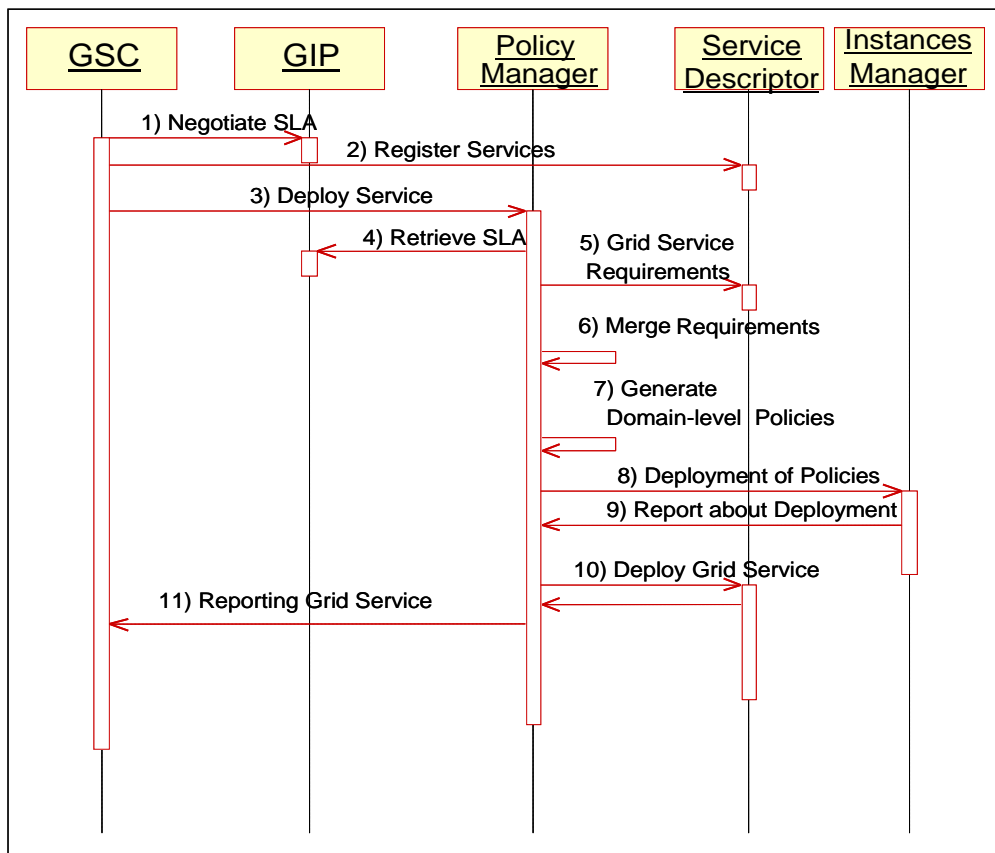 GSC
GIP
Policy
Manager
Service
Descriptor
Instances
Manager
1) Negotiate SLA
2) Register Services
3) Deploy Service
4) Retrieve SLA
5) Grid Service
Requirements
6) Merge Requirements
7) Generate
Domain-level Policies
8) Deployment of Policies
9) Report about Deployment
10) Deploy Grid Service
11) Reporting Grid Service